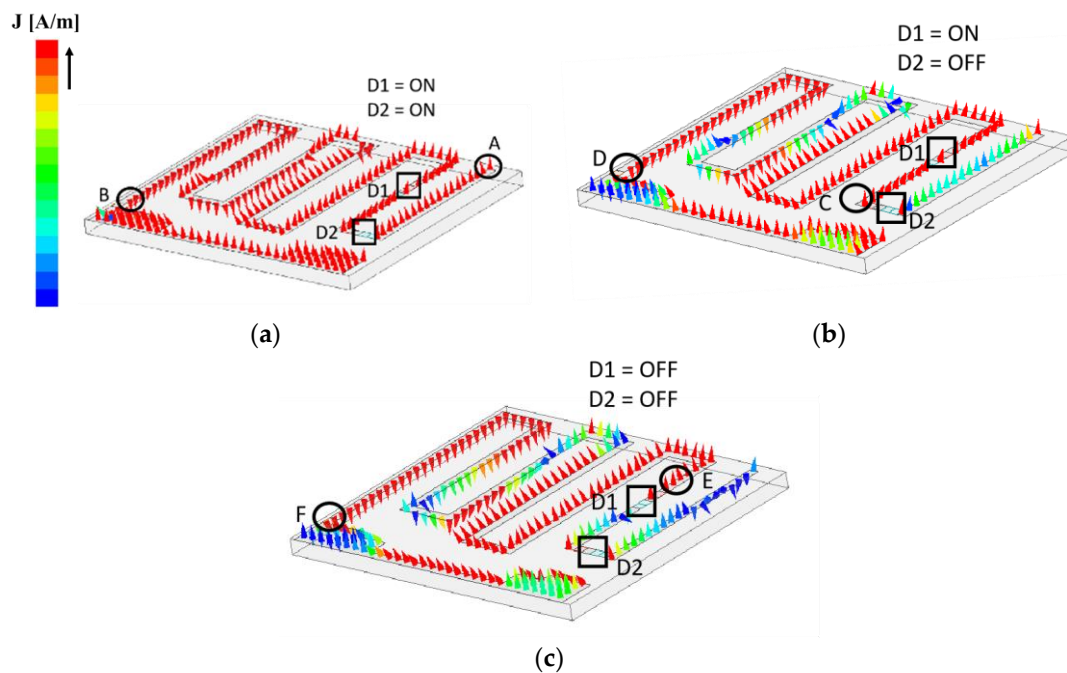 J [A/m]
D1 = ON
D2 = ON
A
B
D1
D2
(a)
D1 = ON
D2 = OFF
D
D1
C
D2
(b)
D1 = OFF
D2 = OFF
E
D1
F
D2
(c)